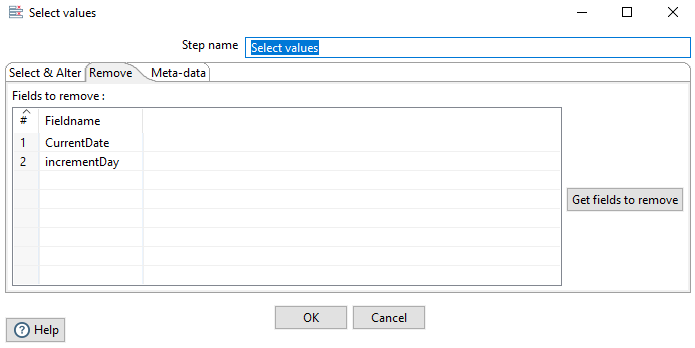 Select values
Step name Select values
Select & Alter Remove Meta-data
Fields to remove :
# Fieldname
1 CurrentDate
2 incrementDay
Get fields to remove
OK Cancel
Help